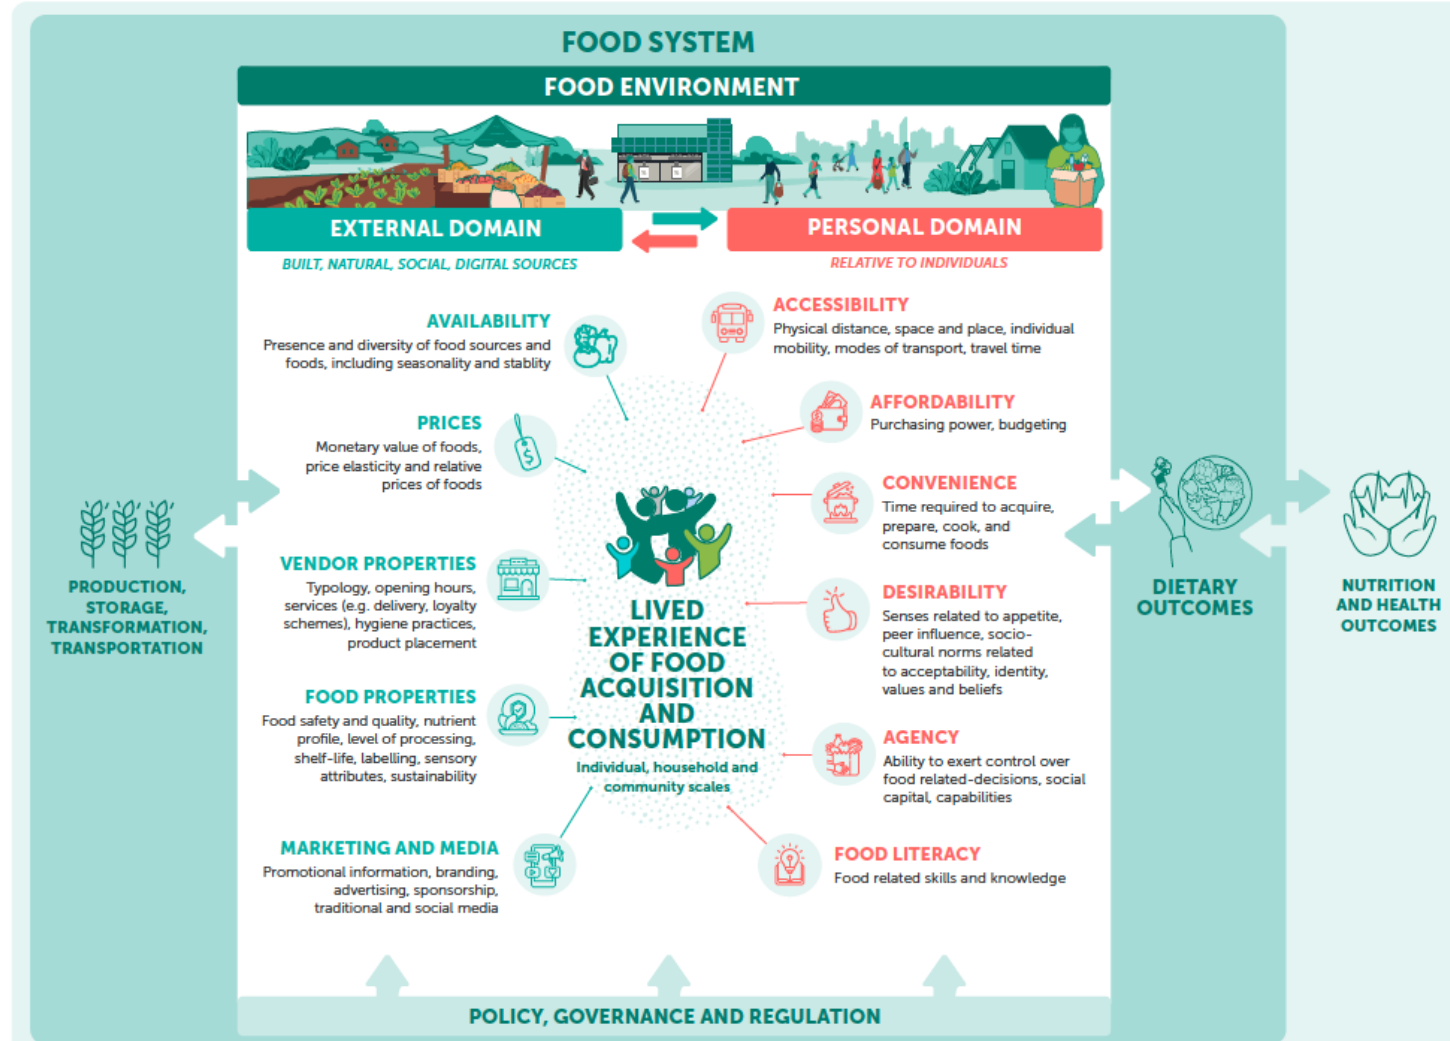 FOOD SYSTEM
FOOD ENVIRONMENT
EXTERNAL DOMAIN
BUILT, NATURAL, SOCIAL, DIGITAL SOURCES
PERSONAL DOMAIN
RELATIVE TO INDIVIDUALS
AVAILABILITY
Presence and diversity of food sources and
foods, including seasonality and stablity
PRICES
Monetary value of foods,
price elasticity and relative
prices of foods
VENDOR PROPERTIES
Typology, opening hours,
services (e.g. delivery, loyalty
schemes), hygiene practices,
product placement
FOOD PROPERTIES
Food safety and quality, nutrient
profile, level of processing,
shelf-life, labelling, sensory
attributes, sustainability
MARKETING AND MEDIA
Promotional information, branding,
advertising, sponsorship,
traditional and social media
LIVED
EXPERIENCE
OF FOOD
ACQUISITION
AND
CONSUMPTION
Individual, household and
community scales
ACCESSIBILITY
Physical distance, space and place, individual
mobility, modes of transport, travel time
AFFORDABILITY
Purchasing power, budgeting
CONVENIENCE
Time required to acquire,
prepare, cook, and
consume foods
DESIRABILITY
Senses related to appetite,
peer influence, socio-
cultural norms related
to acceptability, identity,
values and beliefs
AGENCY
Ability to exert control over
food related-decisions, social
capital, capabilities
FOOD LITERACY
Food related skills and knowledge
PRODUCTION,
STORAGE,
TRANSFORMATION,
TRANSPORTATION
DIETARY
OUTCOMES
NUTRITION
AND HEALTH
OUTCOMES
POLICY, GOVERNANCE AND REGULATION